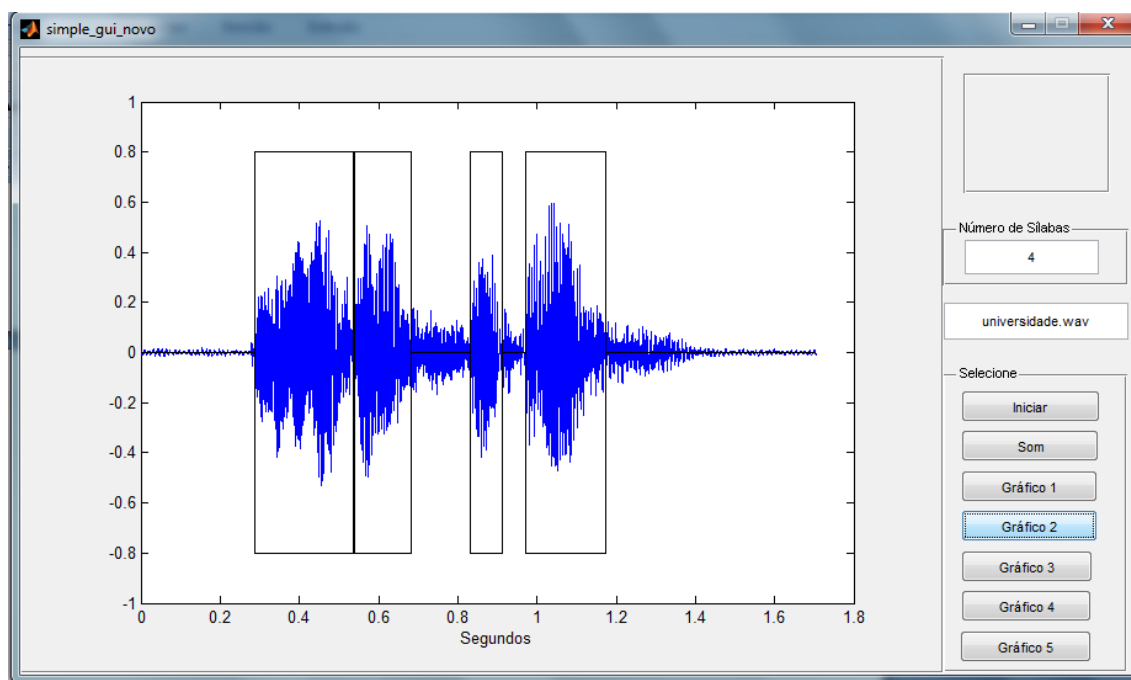 simple_gui_novo
1
0.8
0.6
0.4
0.2
0
-0.2
-0.4
-0.6
-0.8
-1
0 0.2 0.4 0.6 0.8 1 1.2 1.4 1.6 1.8
Segundos
Número de Sílabas
4
universidade.wav
Selecione
Iniciar
Som
Gráfico 1
Gráfico 2
Gráfico 3
Gráfico 4
Gráfico 5